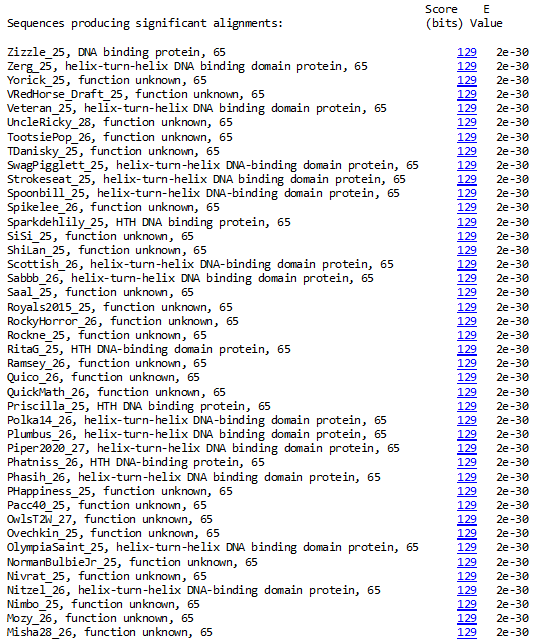 Score E
Sequences producing significant alignments: (bits) Value
Zizzle_25, DNA binding protein, 65 129 2e-30
Zerg_25, helix-turn-helix DNA binding domain protein, 65 129 2e-30
Yorick_25, function unknown, 65 129 2e-30
VRedHorse_Draft_25, function unknown, 65 129 2e-30
Veteran_25, helix-turn-helix DNA binding domain protein, 65 129 2e-30
UncleRicky_28, function unknown, 65 129 2e-30
TootsiePop_26, function unknown, 65 129 2e-30
TDanisky_25, function unknown, 65 129 2e-30
SwagPigglett_25, helix-turn-helix DNA-binding domain protein, 65 129 2e-30
Strokeseat_25, helix-turn-helix DNA binding domain protein, 65 129 2e-30
Spoonbill_25, helix-turn-helix DNA-binding domain protein, 65 129 2e-30
Spikelee_26, function unknown, 65 129 2e-30
Sparkdehlily_25, HTH DNA binding protein, 65 129 2e-30
SiSi_25, function unknown, 65 129 2e-30
ShiLan_25, function unknown, 65 129 2e-30
Scottish_26, helix-turn-helix DNA-binding domain protein, 65 129 2e-30
Sabbb_26, helix-turn-helix DNA binding domain protein, 65 129 2e-30
Saal_25, function unknown, 65 129 2e-30
Royals2015_25, function unknown, 65 129 2e-30
RockyHorror_26, function unknown, 65 129 2e-30
Rockne_25, function unknown, 65 129 2e-30
RitaG_25, HTH DNA-binding domain protein, 65 129 2e-30
Ramsey_26, function unknown, 65 129 2e-30
Quico_26, function unknown, 65 129 2e-30
QuickMath_26, function unknown, 65 129 2e-30
Priscilla_25, HTH DNA binding protein, 65 129 2e-30
Polka14_26, helix-turn-helix DNA-binding domain protein, 65 129 2e-30
Plumbus_26, helix-turn-helix DNA binding domain protein, 65 129 2e-30
Piper2020_27, helix-turn-helix DNA binding domain protein, 65 129 2e-30
Phatniss_26, HTH DNA-binding protein, 65 129 2e-30
Phasih_26, helix-turn-helix DNA binding domain protein, 65 129 2e-30
PHappiness_25, function unknown, 65 129 2e-30
Pacc40_25, function unknown, 65 129 2e-30
OwlsT2W_27, function unknown, 65 129 2e-30
Ovechkin_25, function unknown, 65 129 2e-30
OlympiaSaint_25, helix-turn-helix DNA binding domain protein, 65 129 2e-30
NormanBulbieJr_25, function unknown, 65 129 2e-30
Nivrat_25, function unknown, 65 129 2e-30
Nitzel_26, helix-turn-helix DNA-binding domain protein, 65 129 2e-30
Nimbo_25, function unknown, 65 129 2e-30
Mozy_26, function unknown, 65 129 2e-30
Misha28_26, function unknown, 65 129 2e-30